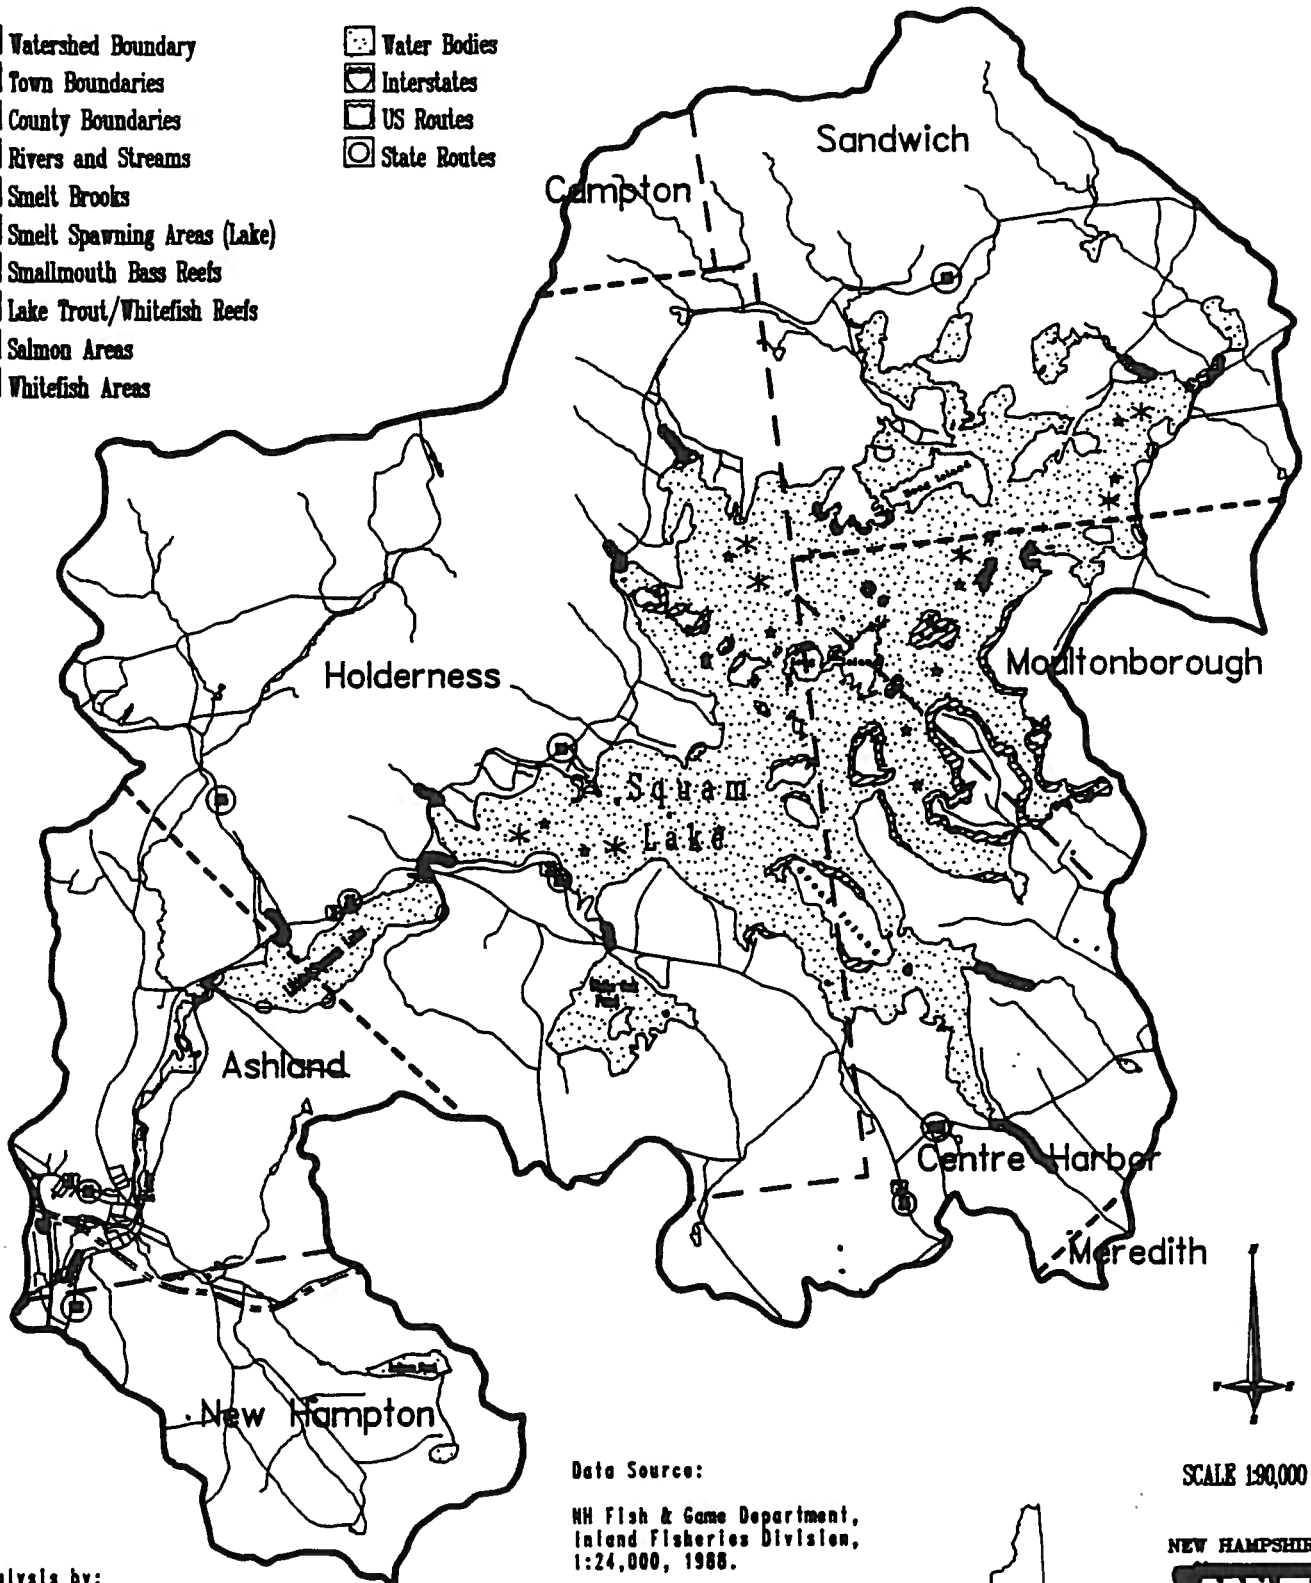 Watershed Boundary
Town Boundaries
County Boundaries
Rivers and Streams
Smelt Brooks
Smelt Spawning Areas (Lake)
Smallmouth Bass Reefs
Lake Trout/Whitefish Reefs
Salmon Areas
Whitefish Areas
Water Bodies
Interstates
US Routes
State Routes
Sandwich
Campton
Holderness
Moultonborough
Squam
Lake
Ashland
Centre Harbor
Meredith
New Hampton
Data Source:
NH Fish & Game Department,
Inland Fisheries Division,
1:24,000, 1988.
SCALE 1:90,000